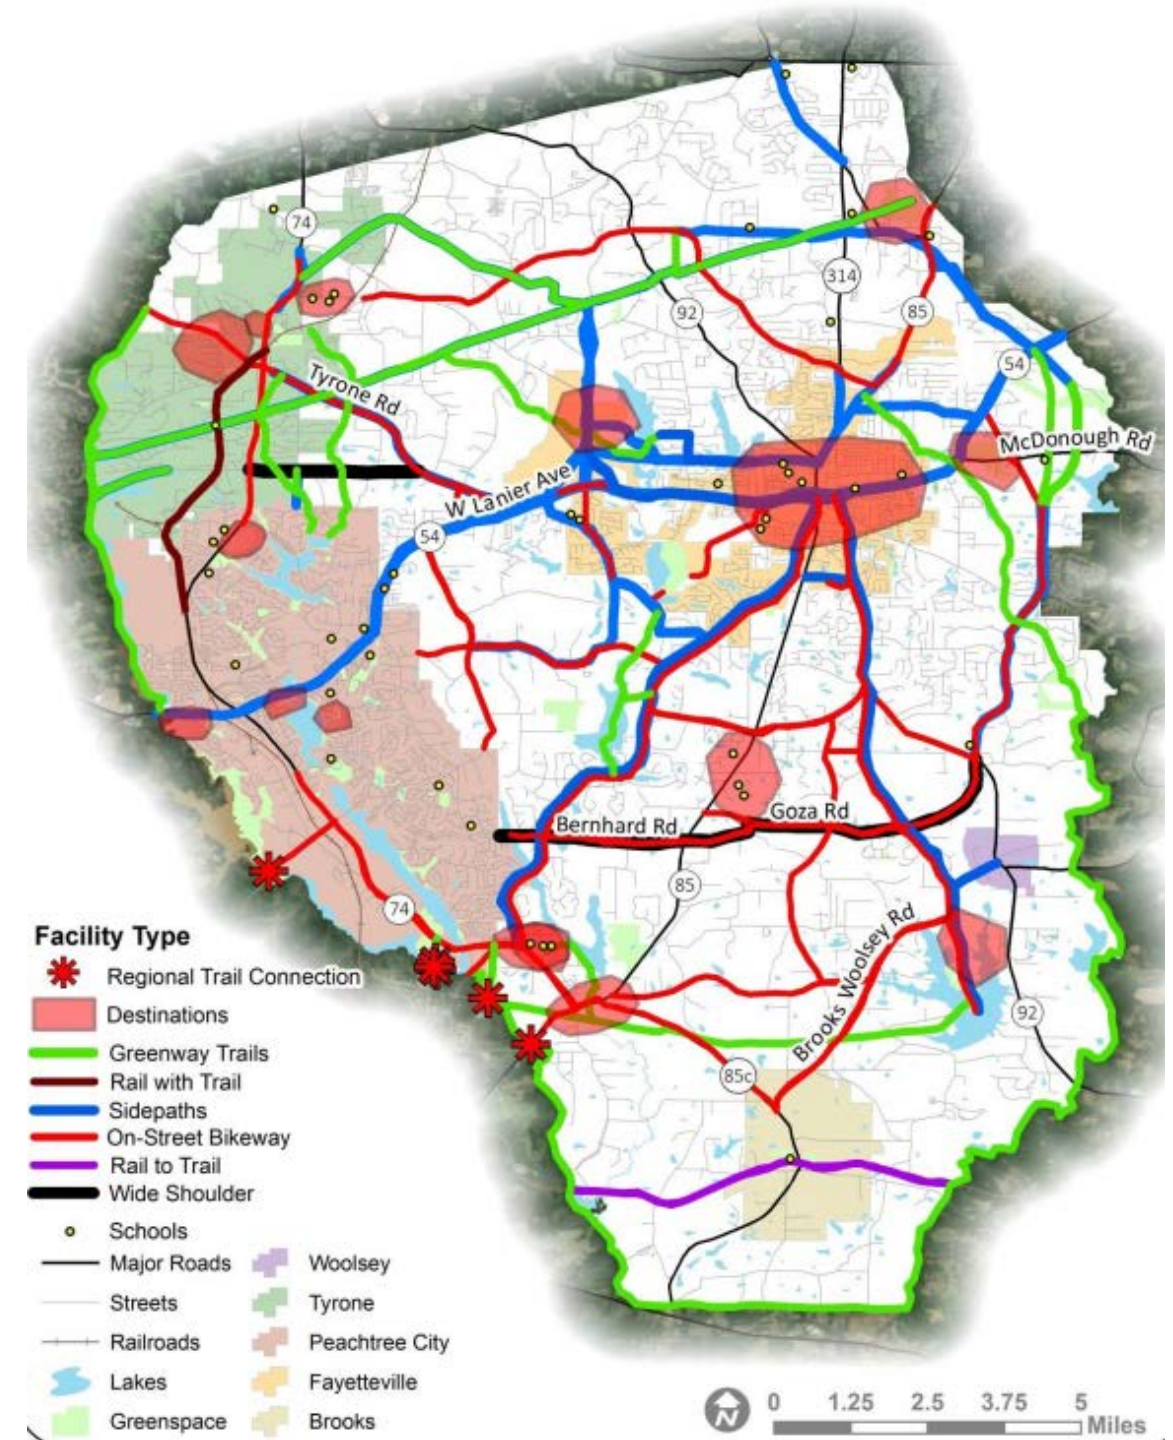 74
314
92
85
54
Tyrone Rd
McDonough Rd
W Lanier Ave
54
Bernhard Rd
Goza Rd
85
74
Brooks Woolsey Rd
92
85c
Facility Type
Regional Trail Connection
Destinations
Greenway Trails
Rail with Trail
Sidepaths
On-Street Bikeway
Rail to Trail
Wide Shoulder
Schools
Major Roads
Streets
Railroads
Lakes
Greenspace
Woolsey
Tyrone
Peachtree City
Fayetteville
Brooks
N
0 1.25 2.5 3.75 5
Miles